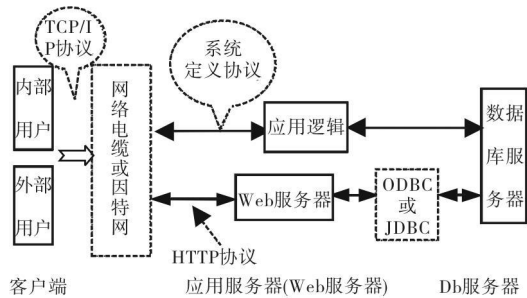 TCP/I
P协议
内部
用户
外部
用户
网
络
电
缆
或
因
特
网
系统
定义协议
应用逻辑
Web服务器
HTTP协议
ODBC
或
JDBC
数据
库服
务器
客户端
应用服务器(Web服务器)
Db服务器